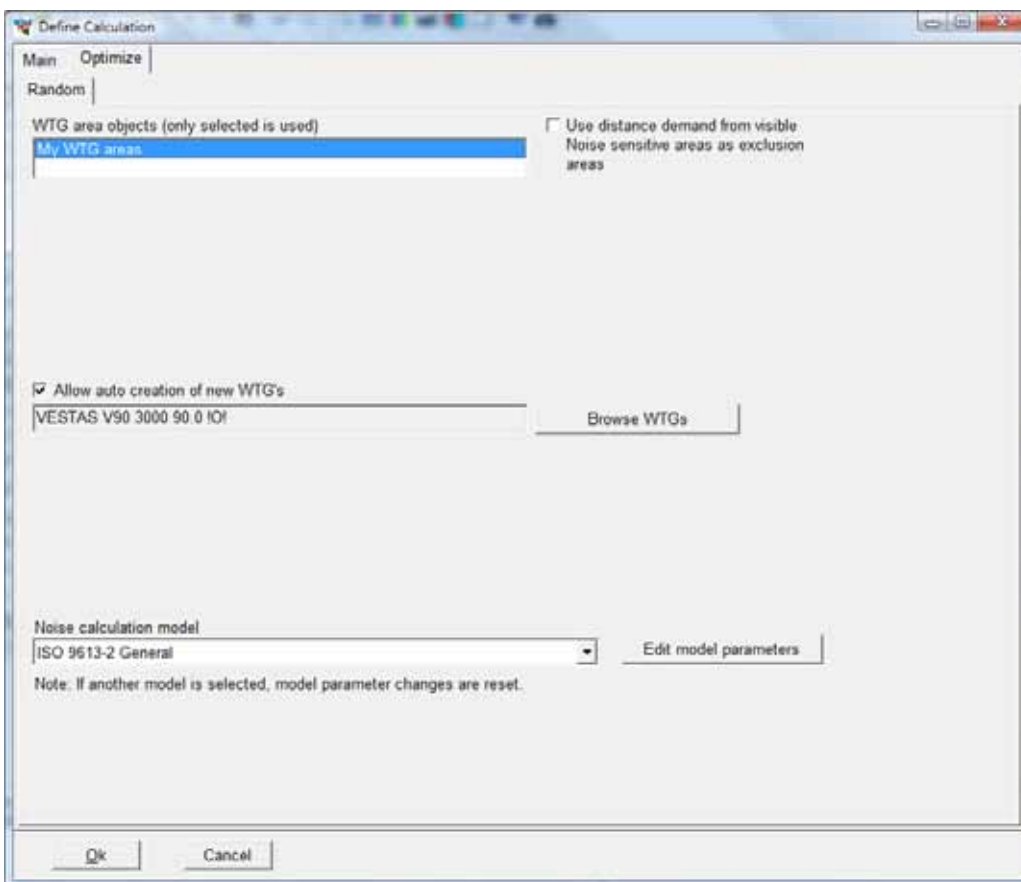 Define Calculation
Main
Optimize
Random
WTG area objects (only selected is used)
My WTG areas
Use distance demand from visible
Noise sensitive areas as exclusion
areas
Allow auto creation of new WTG's
VESTAS V90 3000 90.0 !O!
Browse WTGs
Noise calculation model
ISO 9613-2 General
Edit model parameters
Note: If another model is selected, model parameter changes are reset.
Ok
Cancel